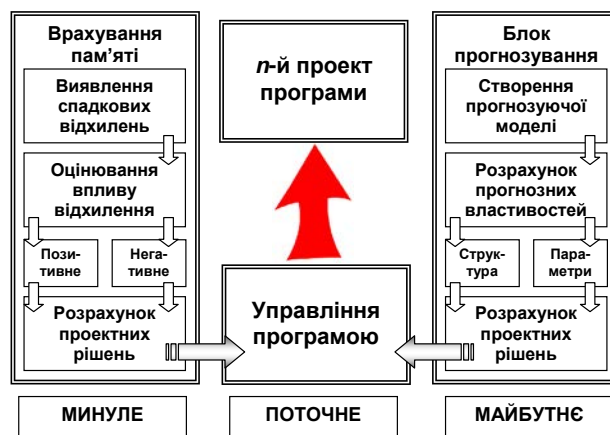 Врахування
пам’яті
Виявлення
спадкових
відхилень
Оцінювання
впливу
відхилення
Пози-
тивне
Нега-
тивне
Розрахунок
проектних
рішень
МИНУЛЕ
n-й проект
програми
Управління
програмою
ПОТОЧНЕ
Блок
прогнозування
Створення
прогнозуючої
моделі
Розрахунок
прогнозних
властивостей
Струк-
тура
Пара-
метри
Розрахунок
проектних
рішень
МАЙБУТНЄ